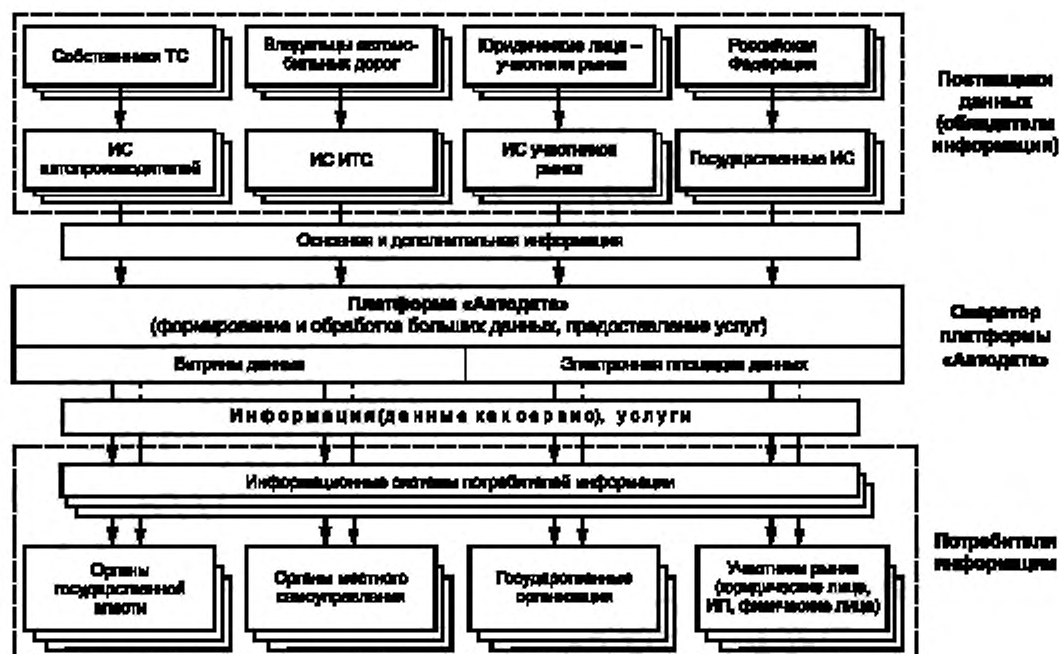 Собственники ТС
Владельцы автомо-
бильных дорог
Юридические лица –
участники рынка
Российская
Федерация
Поставщики
данных
(обладатели
информации)
ИС
автопроизводителей
ИС ИТС
ИС участников
рынка
Государственные ИС
Основная и дополнительная информация
Платформа «Автодата»
(формирование и обработка больших данных, предоставление услуг)
Витрины данных
Электронная площадка данных
Оператор
платформы
«Автодата»
Информация (данные как сервис), услуги
Информационные системы потребителей информации
Органы
государственной
власти
Органы местного
самоуправления
Государственные
организации
Участники рынка
(юридические лица,
ИП, физические лица)
Потребители
информации